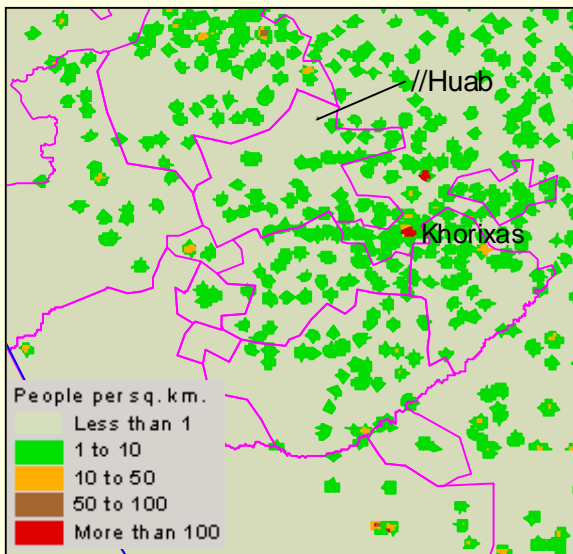 //Huab
Khorixas
People per sq. km.
Less than 1
1 to 10
10 to 50
50 to 100
More than 100